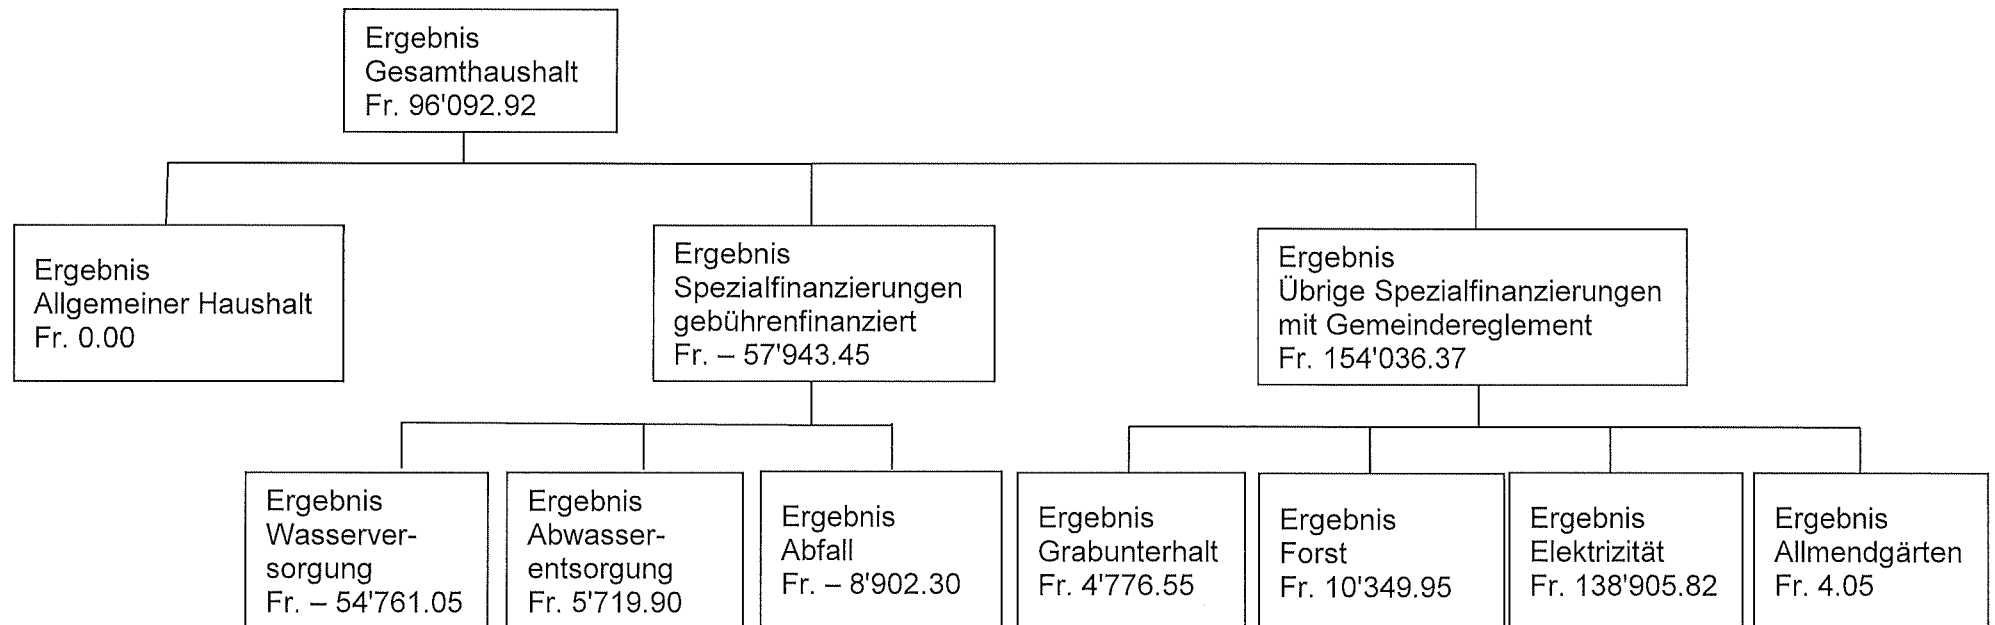 Ergebnis
Gesamthaushalt
Fr. 96'092.92
Ergebnis
Allgemeiner Haushalt
Fr. 0.00
Ergebnis
Spezialfinanzierungen
gebührenfinanziert
Fr. – 57'943.45
Ergebnis
Übrige Spezialfinanzierungen
mit Gemeindereglement
Fr. 154'036.37
Ergebnis
Wasserver-
sorgung
Fr. – 54'761.05
Ergebnis
Abwasser-
entsorgung
Fr. 5'719.90
Ergebnis
Abfall
Fr. – 8'902.30
Ergebnis
Grabunterhalt
Fr. 4'776.55
Ergebnis
Forst
Fr. 10'349.95
Ergebnis
Elektrizität
Fr. 138'905.82
Ergebnis
Allmendgärten
Fr. 4.05